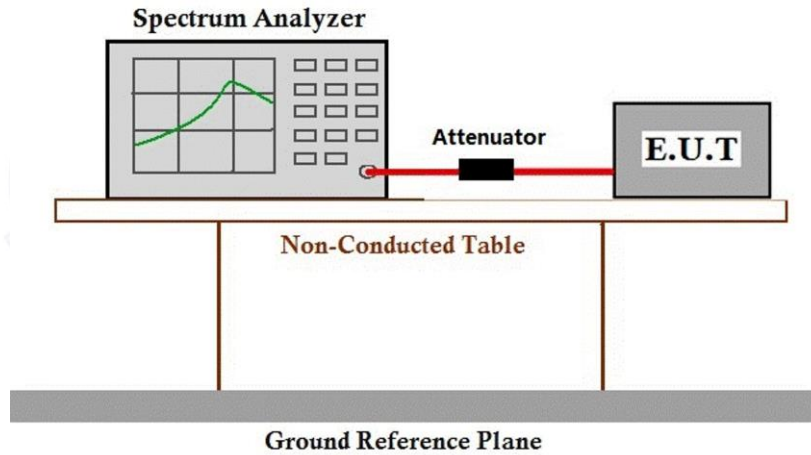 Spectrum Analyzer
Attenuator
E.U.T
Non-Conducted Table
Ground Reference Plane